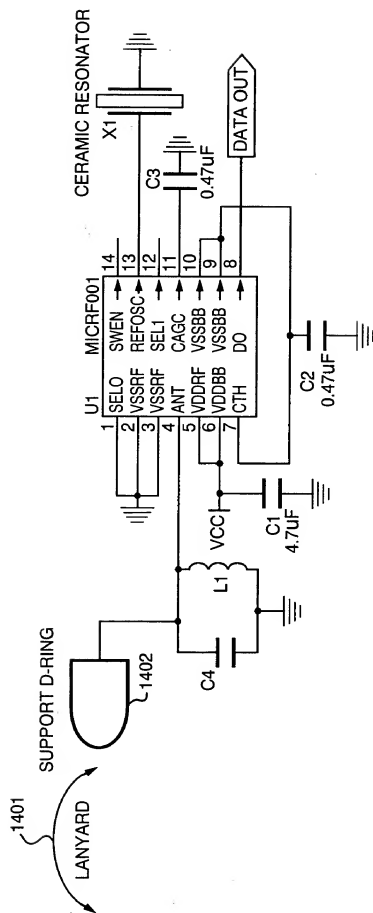 1401
LANYARD
SUPPORT D-RING
1402
C4
L1
VCC
C1
4.7uF
U1
MICRF001
1
SELO
SWEN
14
2
VSSRF
REFOSC
13
3
VSSRF
SEL1
12
4
ANT
CAGC
11
5
VDDRF
VSSBB
10
6
VDDBB
VSSBB
9
7
CTH
DO
8
CERAMIC RESONATOR
X1
C3
0.47uF
DATA OUT
C2
0.47uF